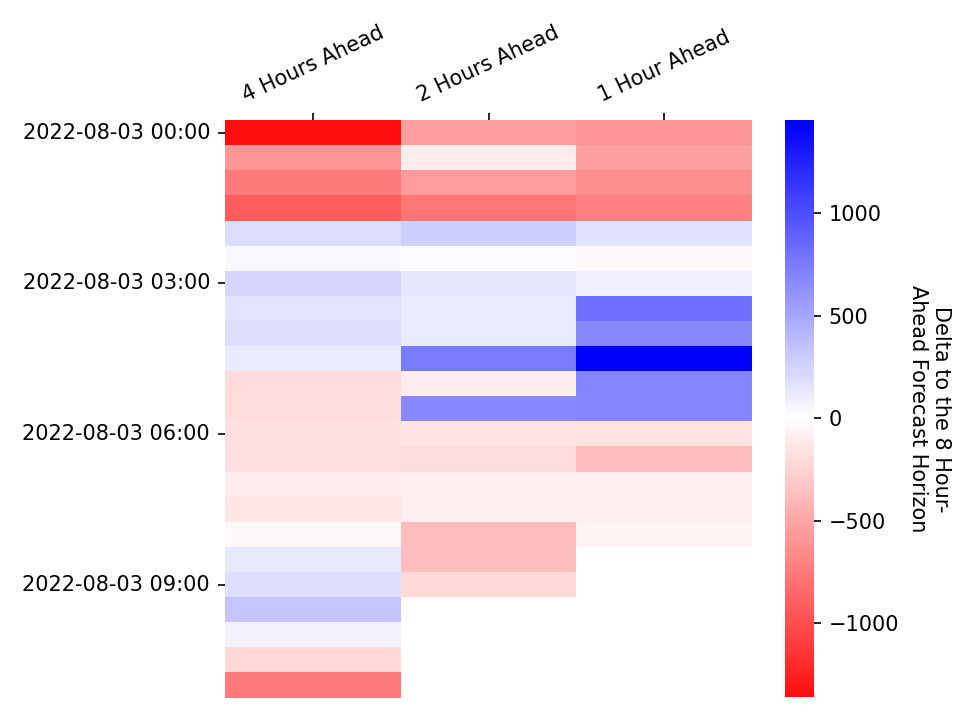 4 Hours Ahead
2 Hours Ahead
1 Hour Ahead
2022-08-03 00:00
2022-08-03 03:00
2022-08-03 06:00
2022-08-03 09:00
1000
500
0
−500
−1000
Delta to the 8 Hour-
Ahead Forecast Horizon